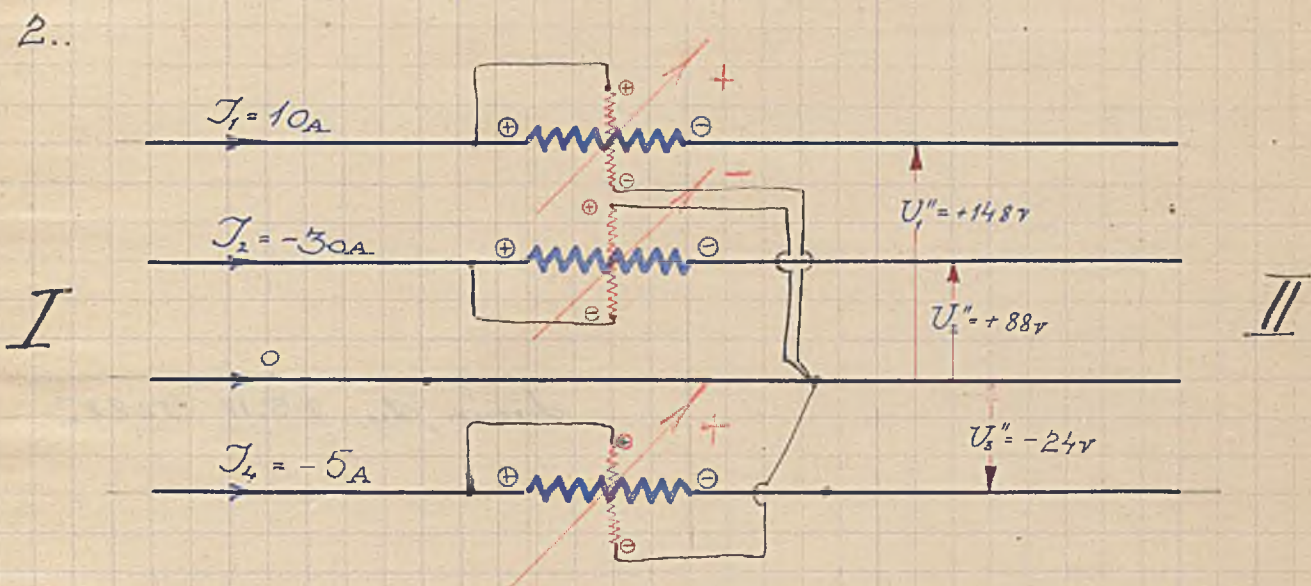 2..
J₁ = 10A
⊕
+
⊕
⊖
⊖
U₁" = +148v
J₂ = -30A
⊕
−
⊕
⊖
⊖
U₂" = +88v
I
II
0
J₄ = -5A
⊕
+
⊕
⊖
⊖
U₃" = -24v